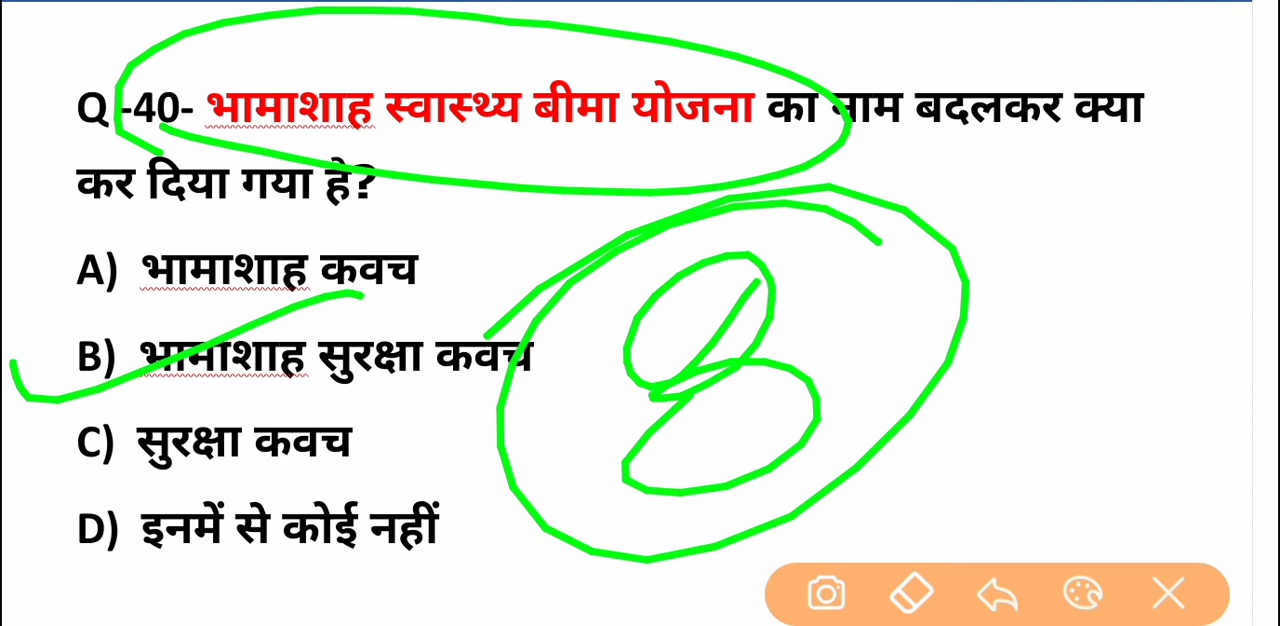 Q -40- भामाशाह स्वास्थ्य बीमा योजना का नाम बदलकर क्या
कर दिया गया हे?
A) भामाशाह कवच
B) भामाशाह सुरक्षा कवच
C) सुरक्षा कवच
D) इनमें से कोई नहीं